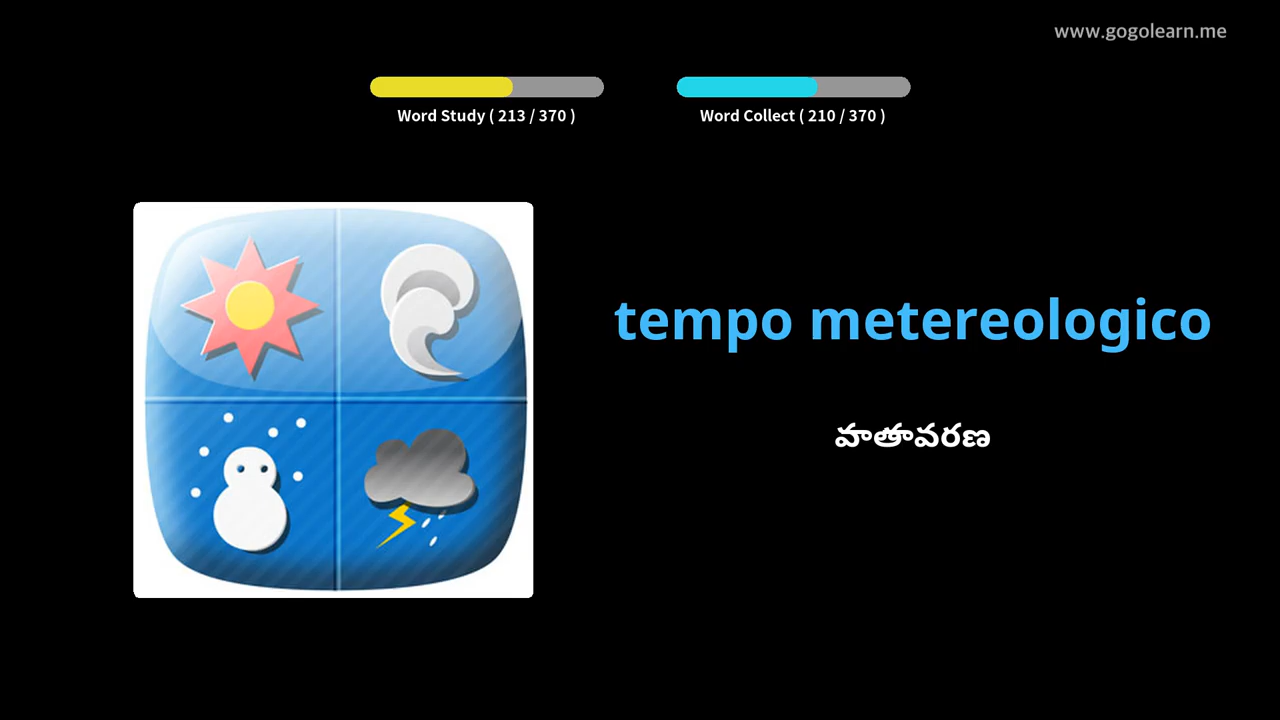 www.gogolearn.me
Word Study ( 213 / 370 )
Word Collect ( 210 / 370 )
tempo metereologico
వాతావరణ